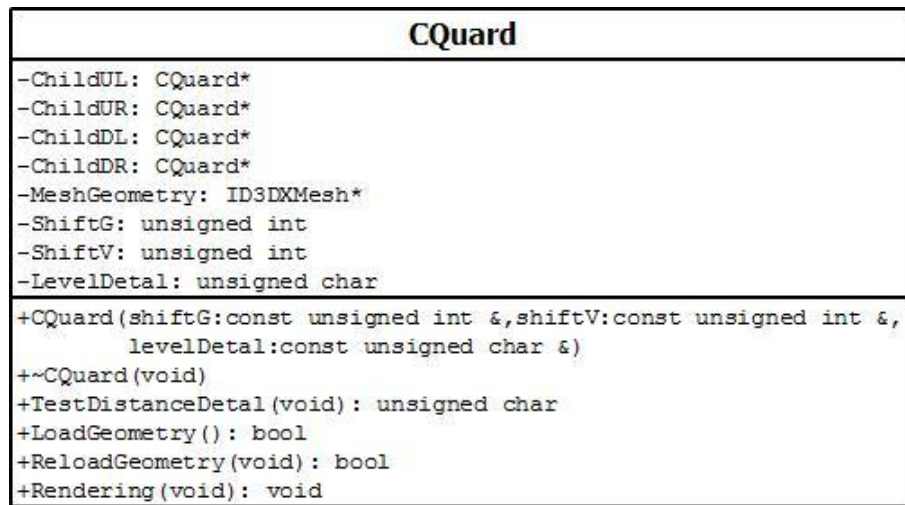 CQuard
-ChildUL: CQuard*
-ChildUR: CQuard*
-ChildDL: CQuard*
-ChildDR: CQuard*
-MeshGeometry: ID3DXMesh*
-ShiftG: unsigned int
-ShiftV: unsigned int
-LevelDetal: unsigned char
+CQuard(shiftG:const unsigned int &,shiftV:const unsigned int &,
levelDetal:const unsigned char &)
+~CQuard(void)
+TestDistanceDetal(void): unsigned char
+LoadGeometry(): bool
+ReloadGeometry(void): bool
+Rendering(void): void